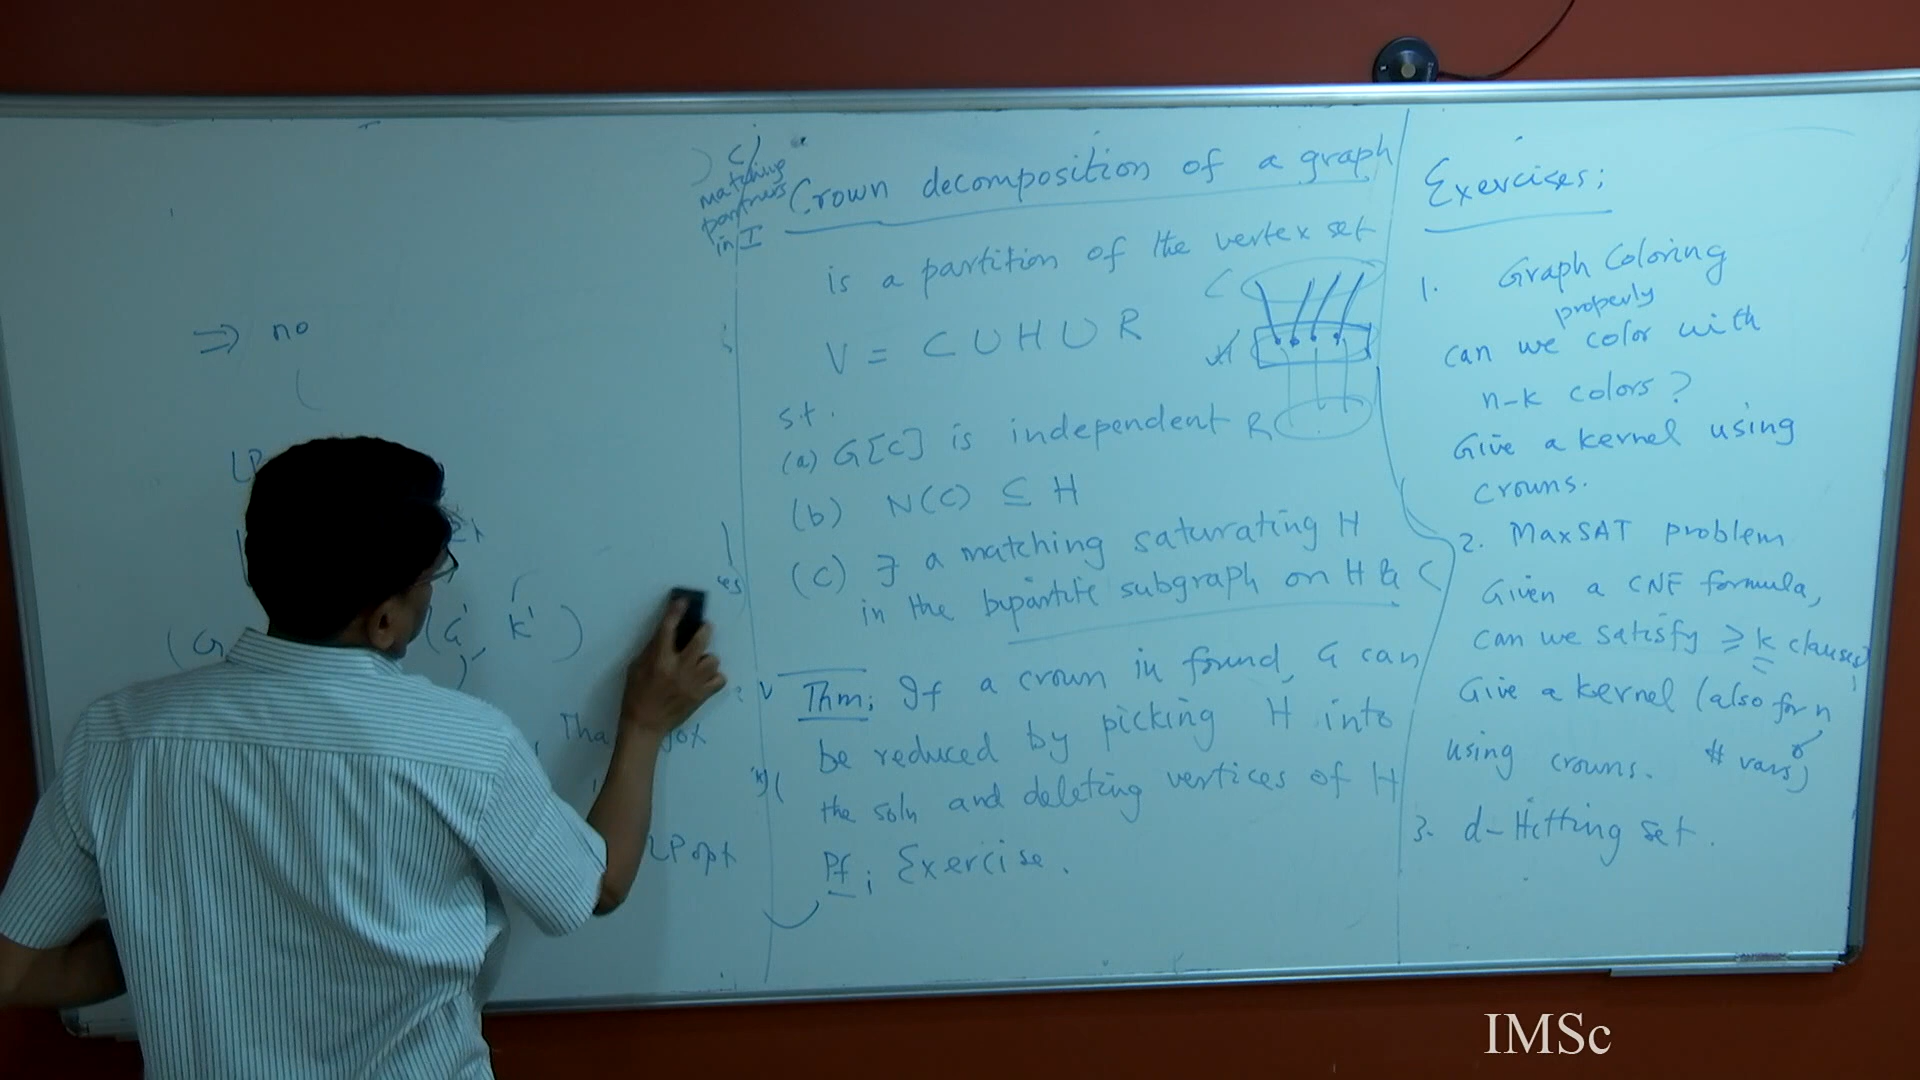 ⇒ no
(G
(G', k')
LPopt
c)
matching
partners
in I
Crown decomposition of a graph
is a partition of the vertex set
V = C ∪ H ∪ R
C
H
R
s.t.
(a) G[C] is independent
(b) N(C) ⊆ H
(c) ∃ a matching saturating H
in the bipartite subgraph on H & C
Thm: If a crown in found, G can
be reduced by picking H into
the soln and deleting vertices of H
Pf: Exercise.
Exercises:
1. Graph Coloring
properly
can we color with
n-k colors?
Give a kernel using
crowns.
2. MaxSAT problem
Given a CNF formula,
can we satisfy ≥ k clauses
Give a kernel (also for n
using crowns. # vars)
3. d-Hitting set.
IMSc